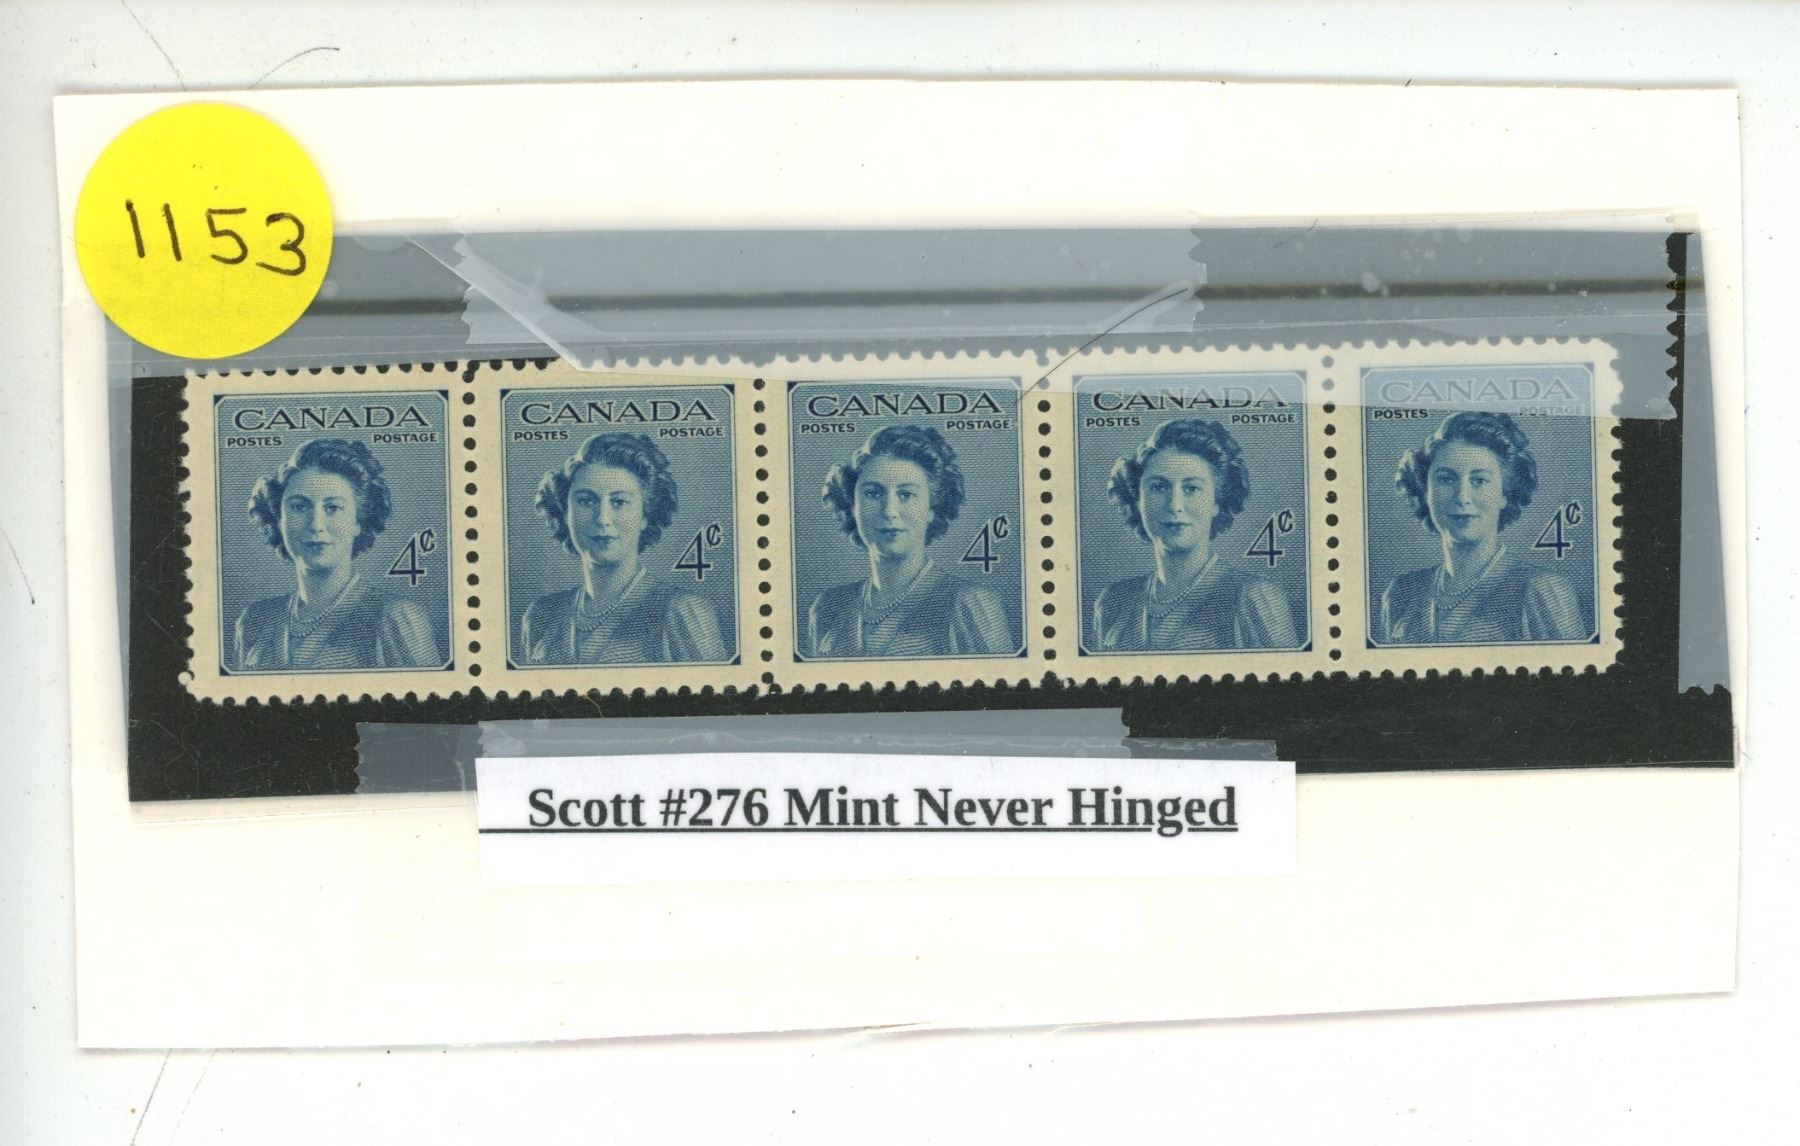 1153
CANADA
POSTES POSTAGE
4¢
CANADA
POSTES POSTAGE
4¢
CANADA
POSTES POSTAGE
4¢
CANADA
POSTES POSTAGE
4¢
CANADA
POSTES POSTAGE
4¢
Scott #276 Mint Never Hinged